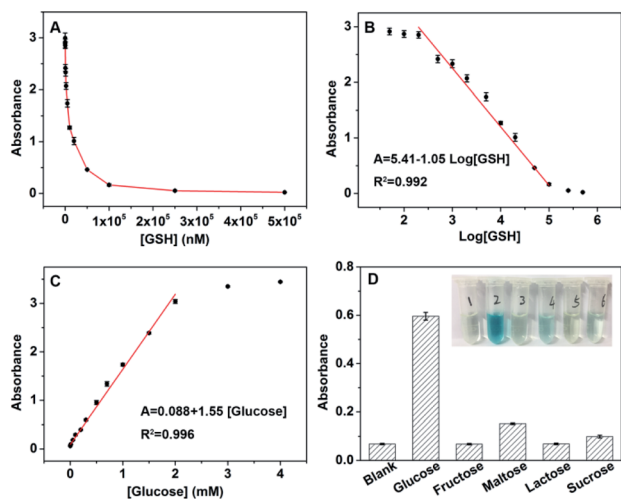 A
3
2
1
0
Absorbance
0
1x10⁵
2x10⁵
3x10⁵
4x10⁵
5x10⁵
[GSH] (nM)
B
3
2
1
0
Absorbance
A=5.41-1.05 Log[GSH]
R²=0.992
2
3
4
5
6
Log[GSH]
C
4
3
2
1
0
Absorbance
A=0.088+1.55 [Glucose]
R²=0.996
0
1
2
3
4
[Glucose] (mM)
D
0.8
0.6
0.4
0.2
0.0
Absorbance
1 2 3 4 5 6
Blank
Glucose
Fructose
Maltose
Lactose
Sucrose